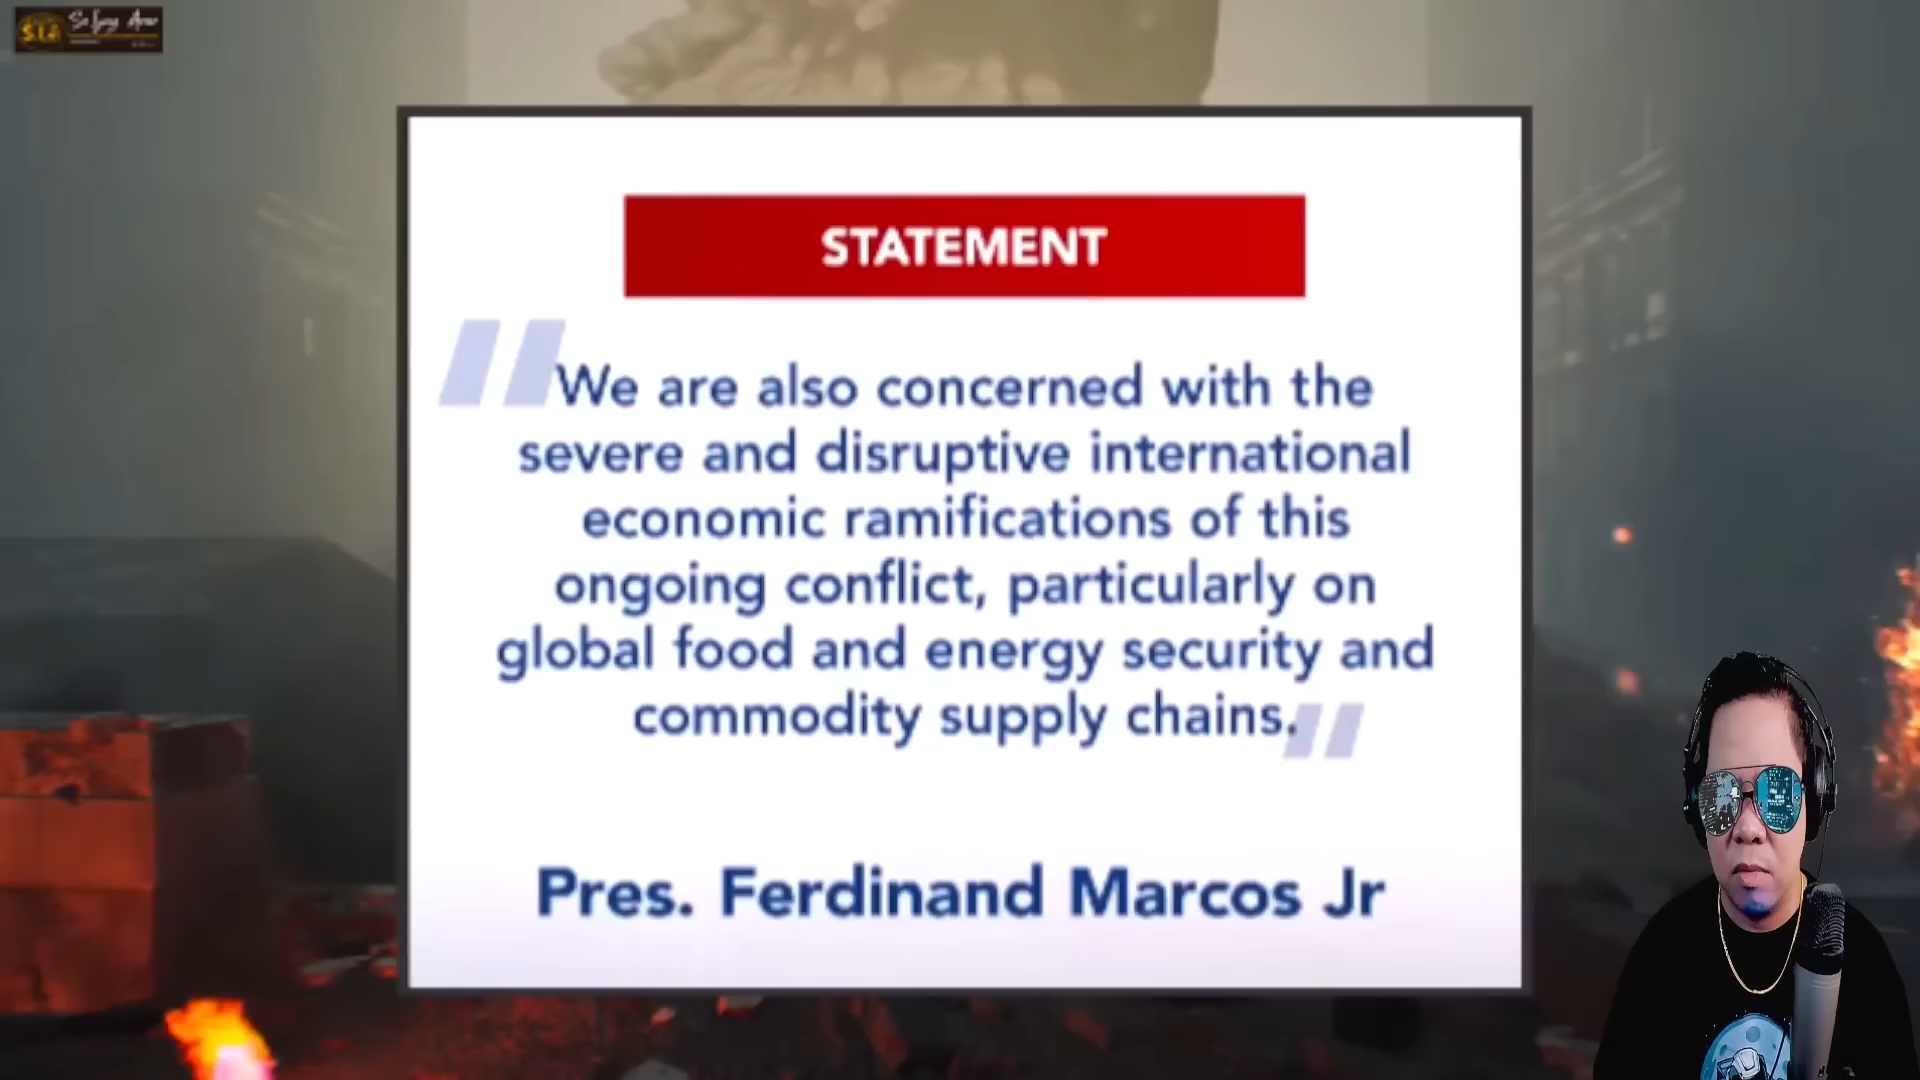 S.I.A
STATEMENT
We are also concerned with the
severe and disruptive international
economic ramifications of this
ongoing conflict, particularly on
global food and energy security and
commodity supply chains.
Pres. Ferdinand Marcos Jr